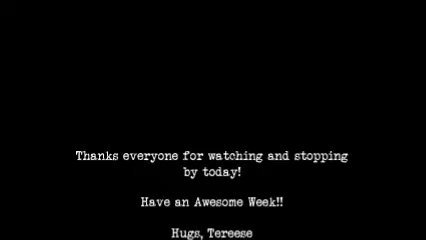 Thanks everyone for watching and stopping
by today!
Have an Awesome Week!!
Hugs, Tereese